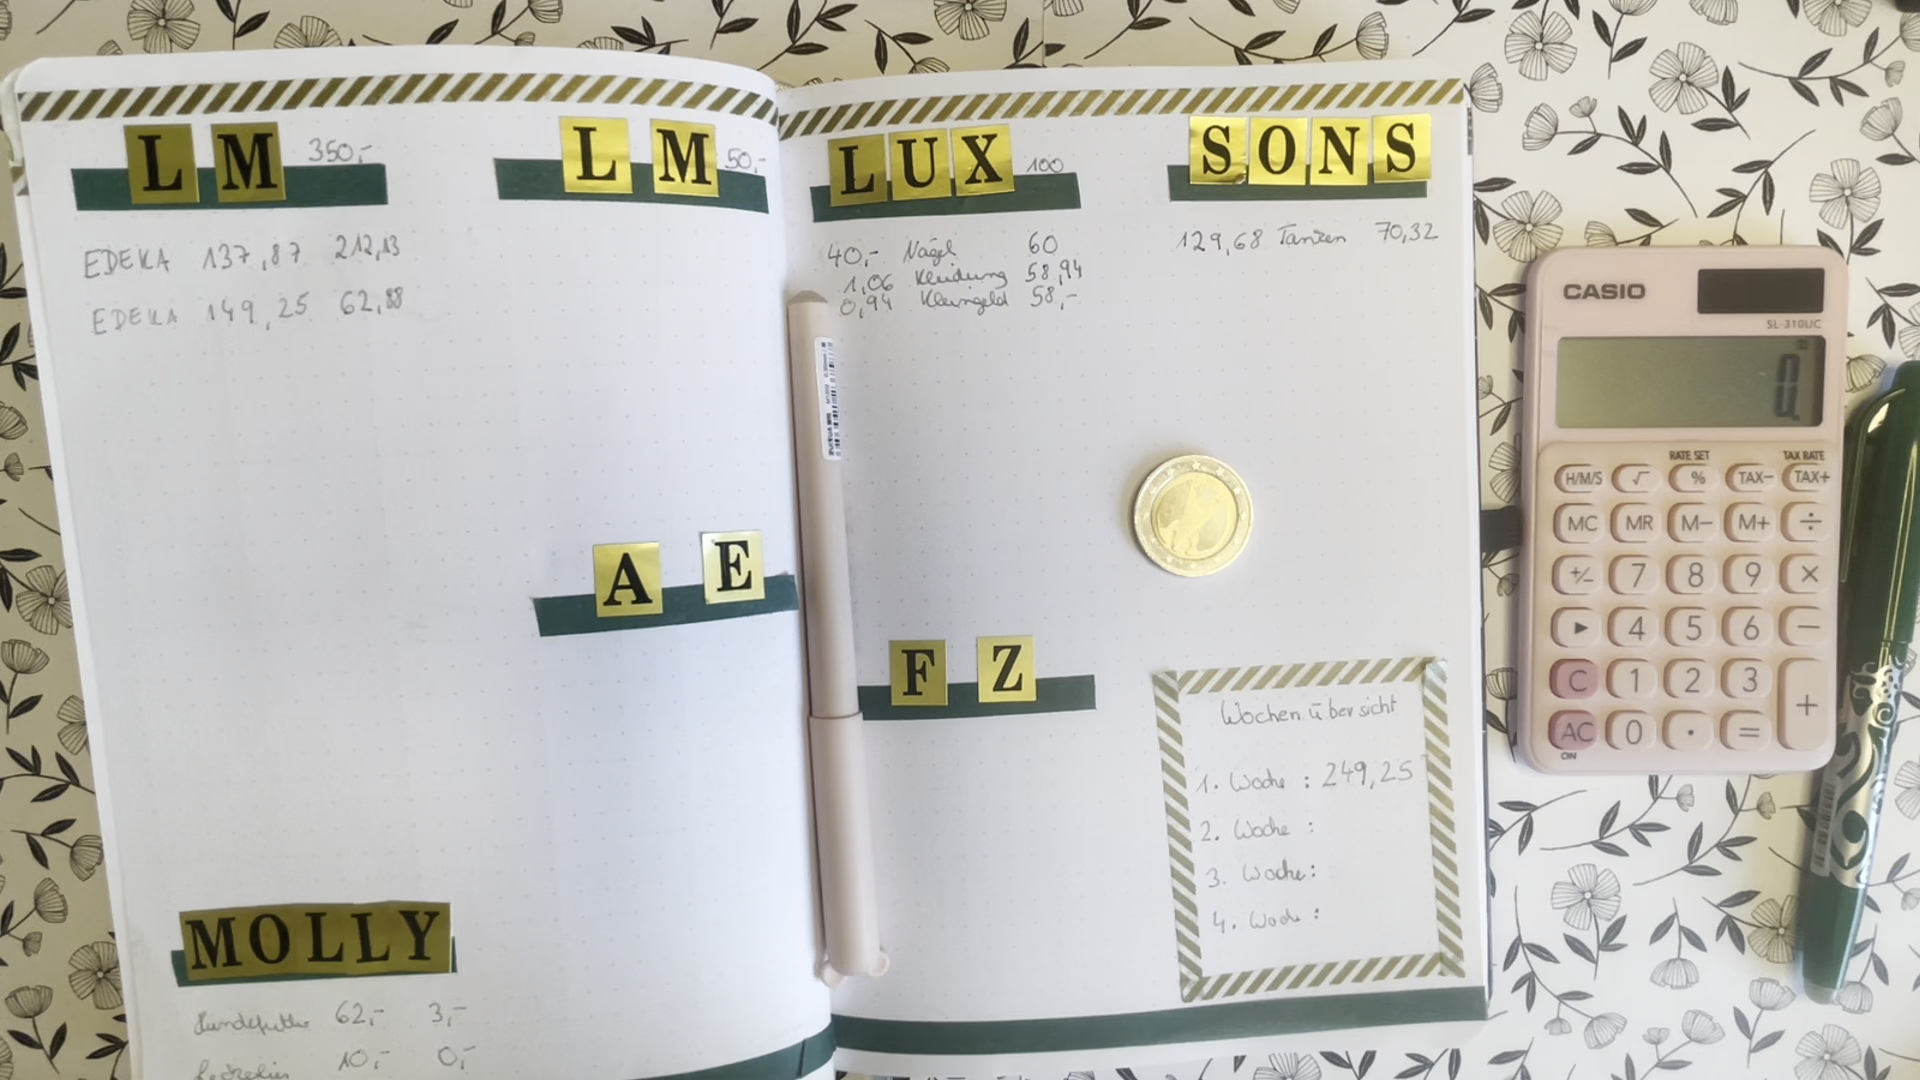 LM 350,-
EDEKA 137,87 212,13
EDEKA 149,25 62,88
LM 50,-
AE
MOLLY
Hundefutter 62,- 3,-
10,- 0,-
LUX 100
40,- Nägel 60
1,06 Kleidung 58,94
0,94 Kleingeld 58,-
SONS
129,68 Tanken 70,32
FZ
Wochenübersicht
1. Woche : 249,25
2. Woche :
3. Woche :
4. Woche :
CASIO
SL-310UC
0
RATE SET TAX RATE
H/M/S √ % TAX− TAX+
MC MR M− M+ ÷
+/− 7 8 9 ×
▶ 4 5 6 −
C 1 2 3 +
AC 0 · =
ON